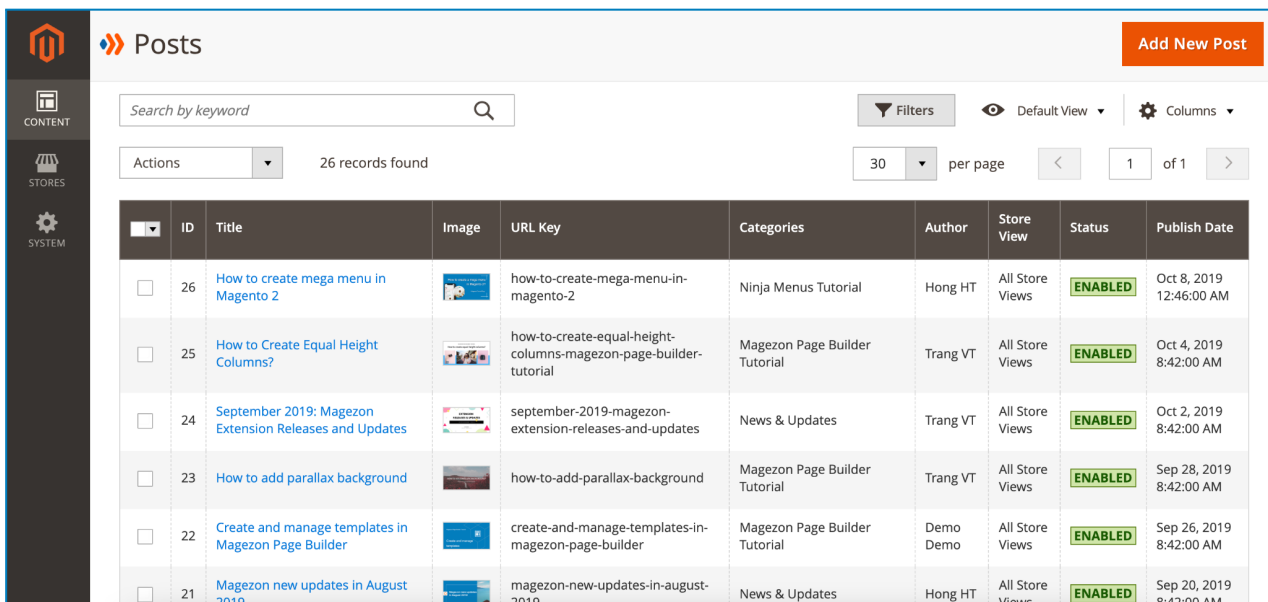 Posts
Add New Post
CONTENT
STORES
SYSTEM
Search by keyword
Filters
Default View
Columns
Actions
26 records found
30
per page
1
of 1
ID
Title
Image
URL Key
Categories
Author
Store
View
Status
Publish Date
26
How to create mega menu in
Magento 2
how-to-create-mega-menu-in-
magento-2
Ninja Menus Tutorial
Hong HT
All Store
Views
ENABLED
Oct 8, 2019
12:46:00 AM
25
How to Create Equal Height
Columns?
how-to-create-equal-height-
columns-magezon-page-builder-
tutorial
Magezon Page Builder
Tutorial
Trang VT
All Store
Views
ENABLED
Oct 4, 2019
8:42:00 AM
24
September 2019: Magezon
Extension Releases and Updates
september-2019-magezon-
extension-releases-and-updates
News & Updates
Trang VT
All Store
Views
ENABLED
Oct 2, 2019
8:42:00 AM
23
How to add parallax background
how-to-add-parallax-background
Magezon Page Builder
Tutorial
Trang VT
All Store
Views
ENABLED
Sep 28, 2019
8:42:00 AM
22
Create and manage templates in
Magezon Page Builder
create-and-manage-templates-in-
magezon-page-builder
Magezon Page Builder
Tutorial
Demo
Demo
All Store
Views
ENABLED
Sep 26, 2019
8:42:00 AM
21
Magezon new updates in August
2019
magezon-new-updates-in-august-
2019
News & Updates
Hong HT
All Store
Views
ENABLED
Sep 20, 2019
8:42:00 AM